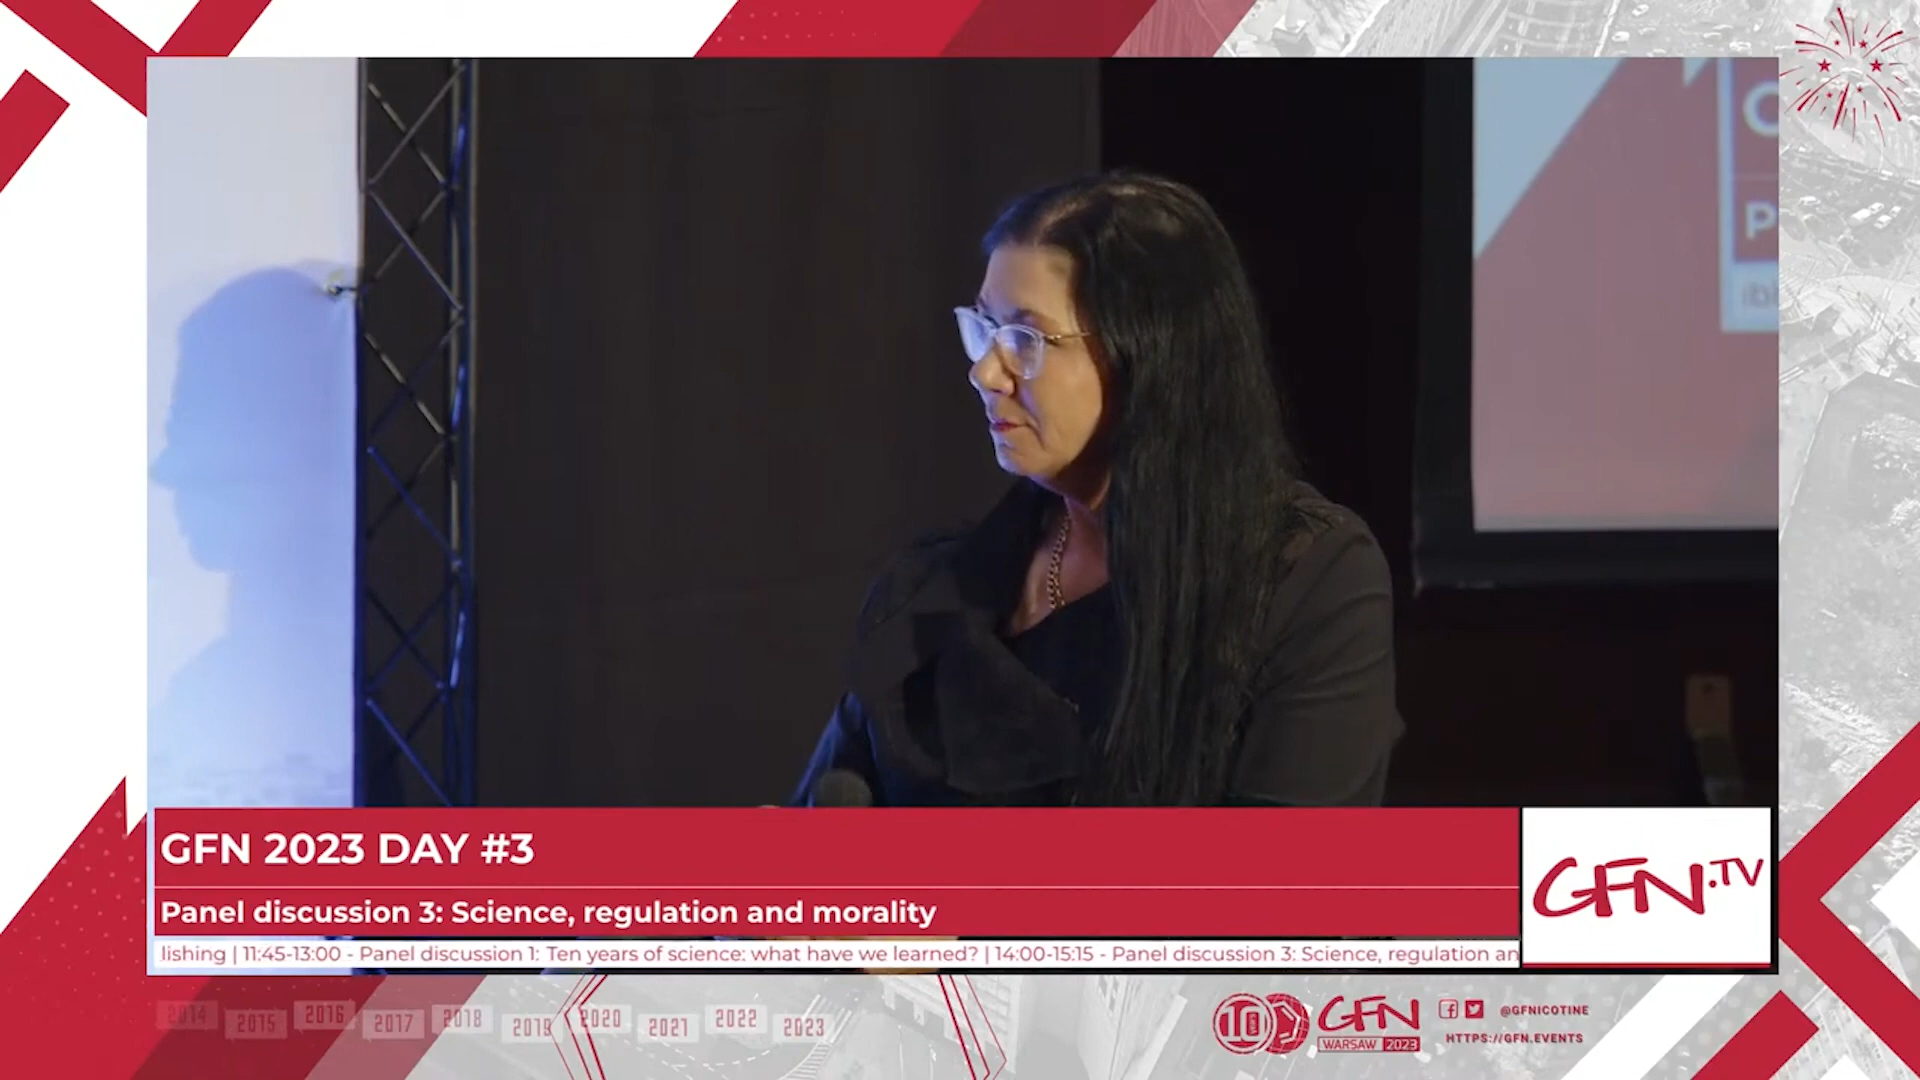 C
P
GFN 2023 DAY #3
Panel discussion 3: Science, regulation and morality
lishing | 11:45-13:00 - Panel discussion 1: Ten years of science: what have we learned? | 14:00-15:15 - Panel discussion 3: Science, regulation an
GFN.TV
2014 2015 2016 2017 2018 2019 2020 2021 2022 2023
10
GFN
WARSAW 2023
@GFNICOTINE
HTTPS://GFN.EVENTS